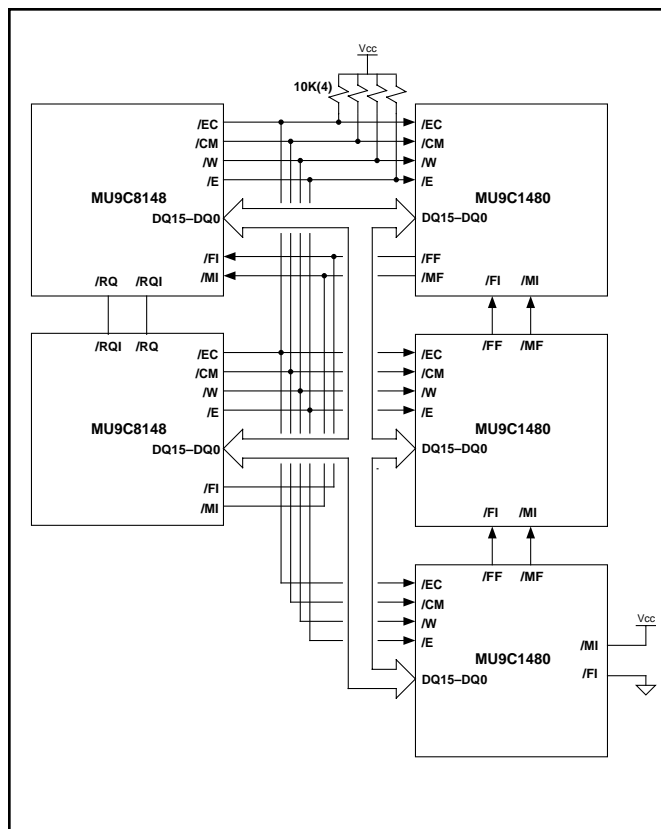 Vcc
10K(4)
/EC
/CM
/W
/E
MU9C8148
DQ15–DQ0
/FI
/MI
/RQ /RQI
/EC
/CM
/W
/E
MU9C1480
DQ15–DQ0
/FF
/MF
/FI /MI
/RQI /RQ
/EC
/CM
/W
/E
MU9C8148
DQ15–DQ0
/FI
/MI
/FF /MF
/EC
/CM
/W
/E
MU9C1480
DQ15–DQ0
/FI /MI
/FF /MF
/EC
/CM
/W
/E
MU9C1480
DQ15–DQ0
Vcc
/MI
/FI